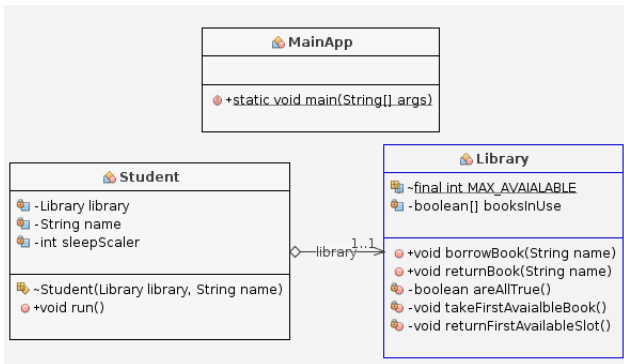 MainApp
+static void main(String[] args)
Student
-Library library
-String name
-int sleepScaler
~Student(Library library, String name)
+void run()
library
1..1
Library
~final int MAX_AVAIALABLE
-boolean[] booksInUse
+void borrowBook(String name)
+void returnBook(String name)
-boolean areAllTrue()
-void takeFirstAvaialbleBook()
-void returnFirstAvailableSlot()